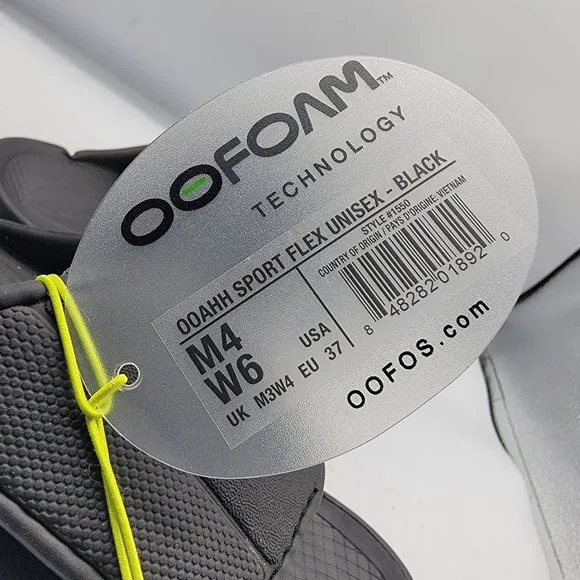 OOFOAM™
TECHNOLOGY
OOAHH SPORT FLEX UNISEX - BLACK
STYLE #1550
COUNTRY OF ORIGIN / PAYS D'ORIGINE VIETNAM
M4
W6
USA
UK M3W4 EU 37
8 48282 01892 0
OOFOS.com